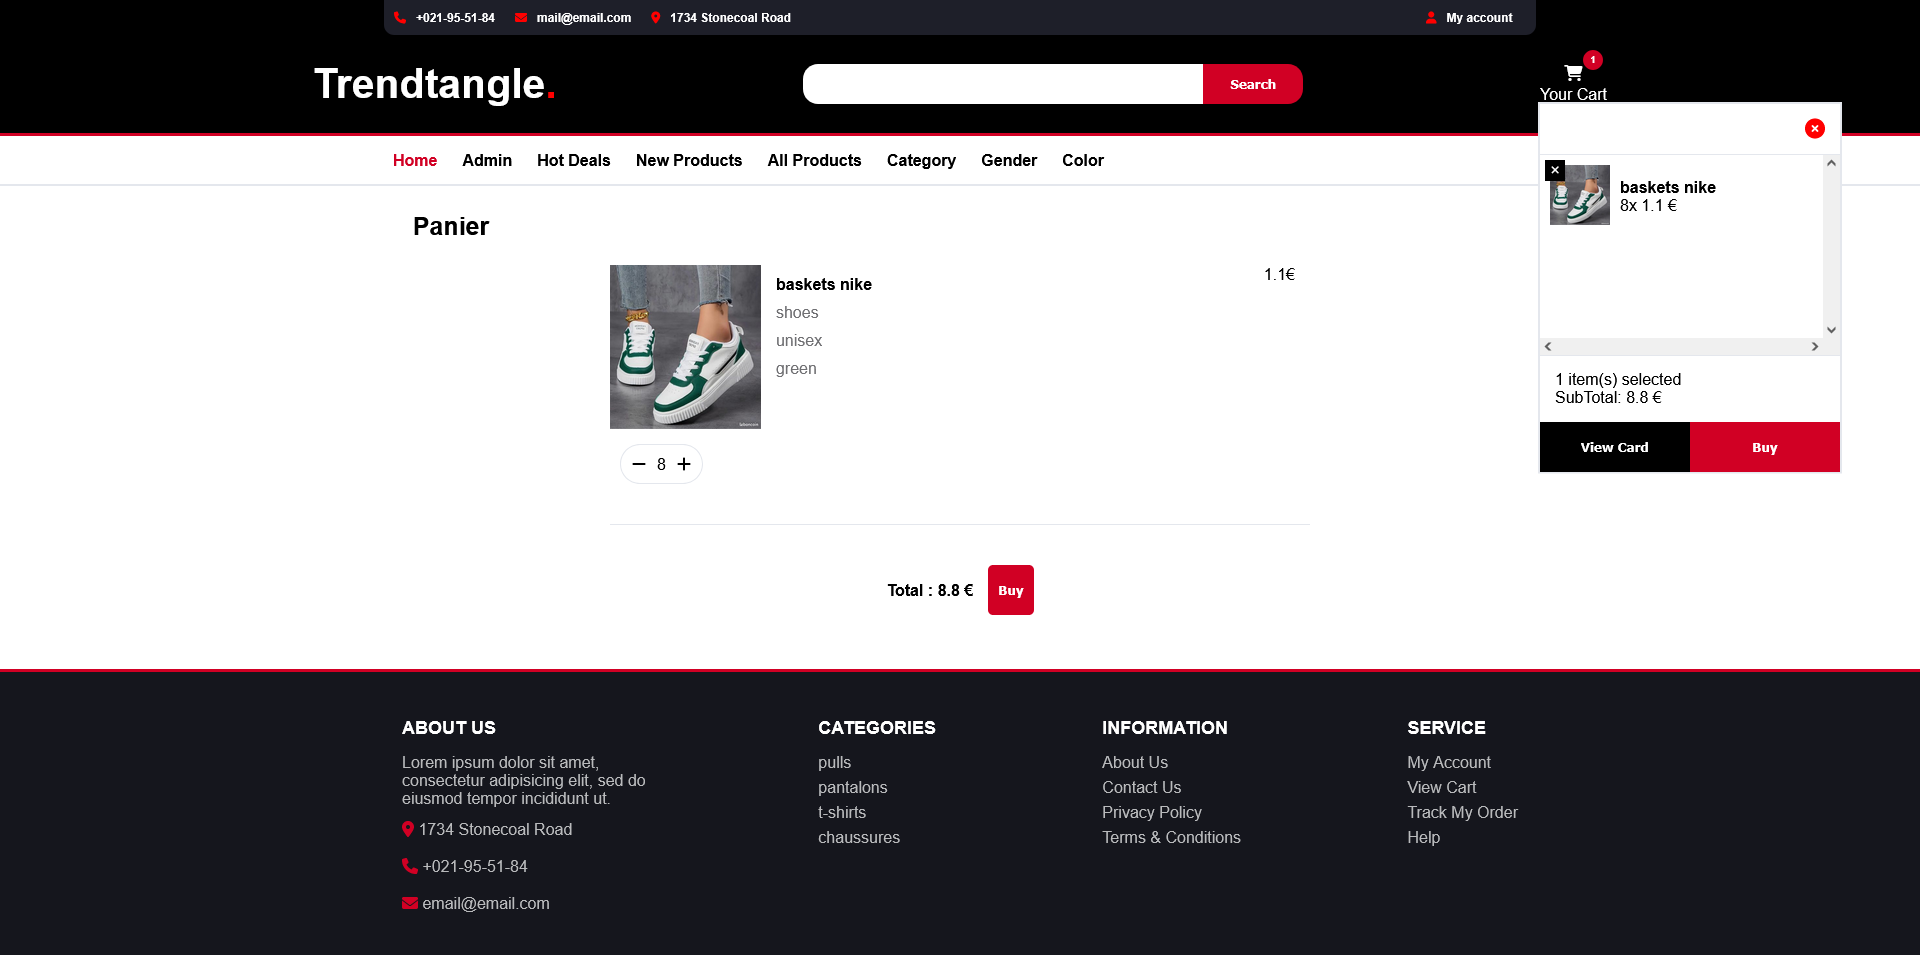 +021-95-51-84
mail@email.com
1734 Stonecoal Road
My account
Trendtangle.
Search
1
Your Cart
Home
Admin
Hot Deals
New Products
All Products
Category
Gender
Color
baskets nike
8x 1.1 €
1 item(s) selected
SubTotal: 8.8 €
View Card
Buy
Panier
baskets nike
1.1€
shoes
unisex
green
8
Total : 8.8 €
Buy
ABOUT US
Lorem ipsum dolor sit amet,
consectetur adipisicing elit, sed do
eiusmod tempor incididunt ut.
1734 Stonecoal Road
+021-95-51-84
email@email.com
CATEGORIES
pulls
pantalons
t-shirts
chaussures
INFORMATION
About Us
Contact Us
Privacy Policy
Terms & Conditions
SERVICE
My Account
View Cart
Track My Order
Help